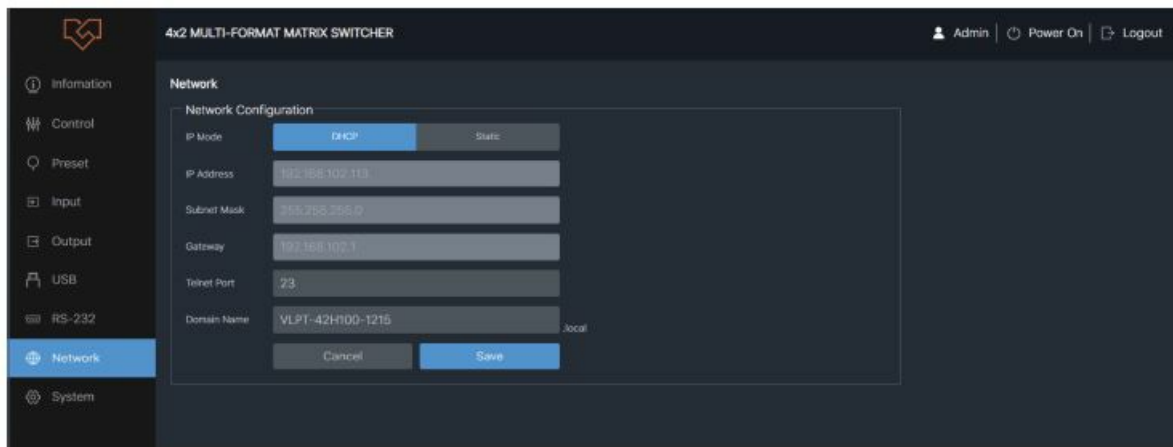 4x2 MULTI-FORMAT MATRIX SWITCHER
Admin
Power On
Logout
Infomation
Control
Preset
Input
Output
USB
RS-232
Network
System
Network
Network Configuration
IP Mode DHCP Static
IP Address 192.168.102.113
Subnet Mask 255.255.255.0
Gateway 192.168.102.1
Telnet Port 23
Domain Name VLPT-42H100-1215 .local
Cancel Save